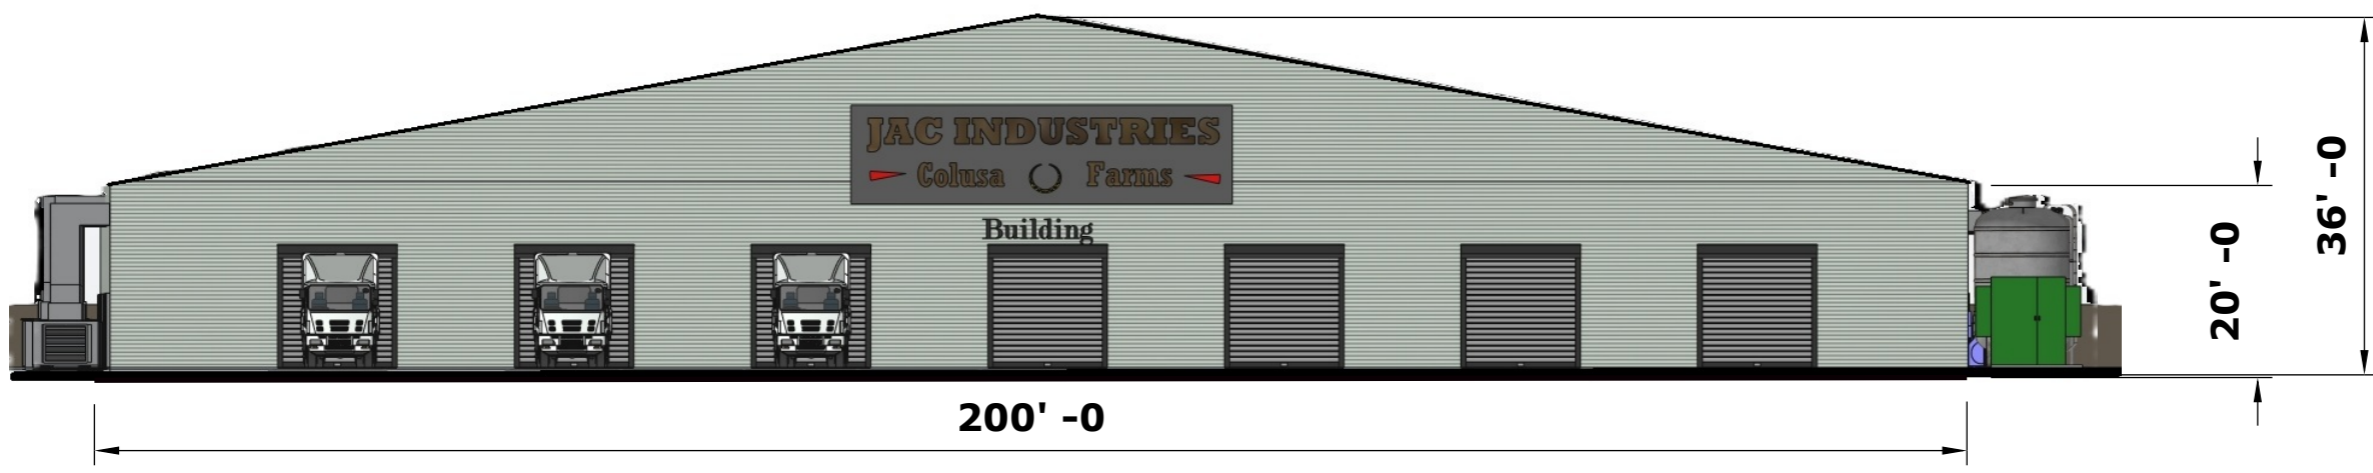 JAC INDUSTRIES
Colusa Farms
Building
36' -0
20' -0
200' -0